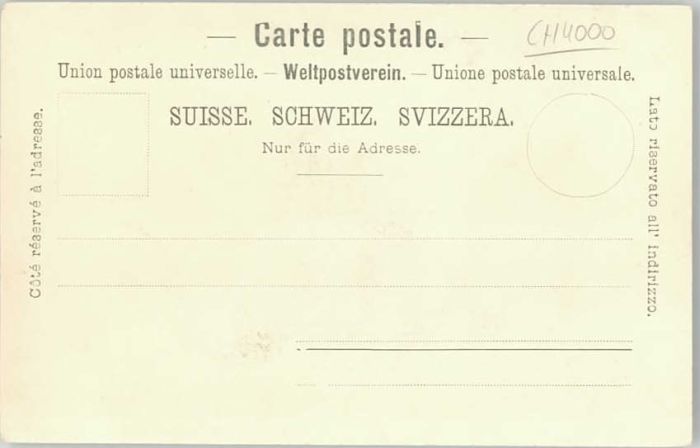 — Carte postale. —
CH4000
Union postale universelle. — Weltpostverein. — Unione postale universale.
SUISSE. SCHWEIZ. SVIZZERA.
Nur für die Adresse.
Côté réservé à l'adresse.
Lato riservato all' indirizzo.